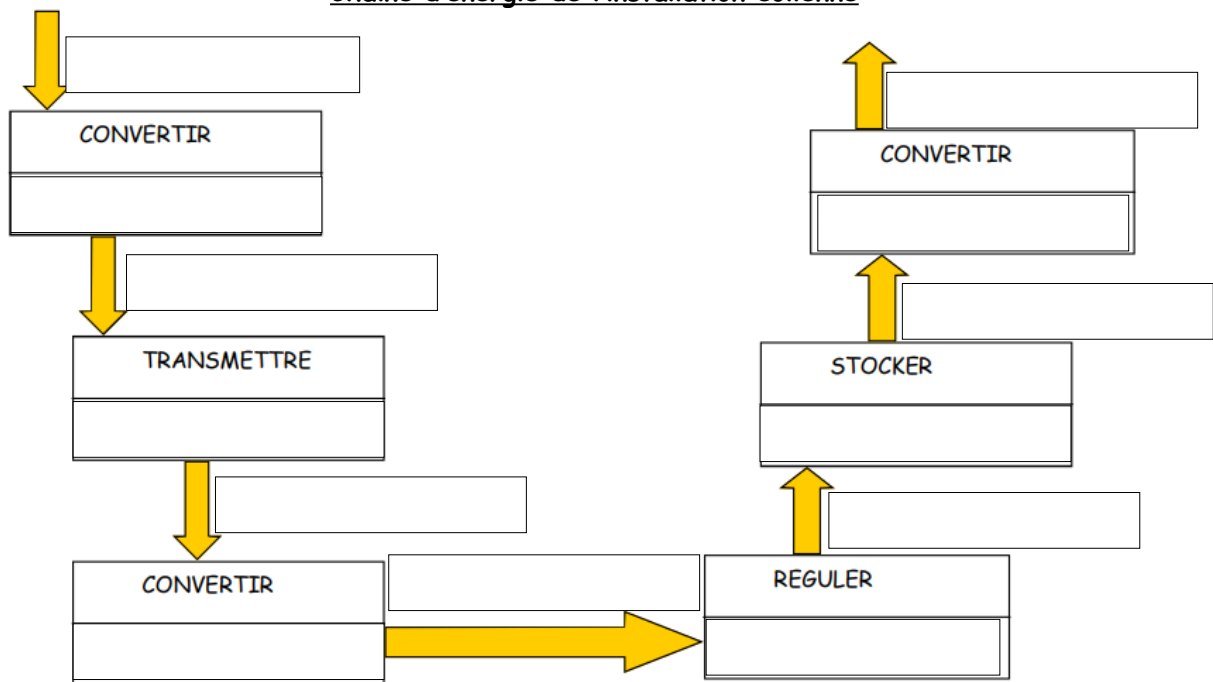 CONVERTIR
TRANSMETTRE
CONVERTIR
REGULER
STOCKER
CONVERTIR